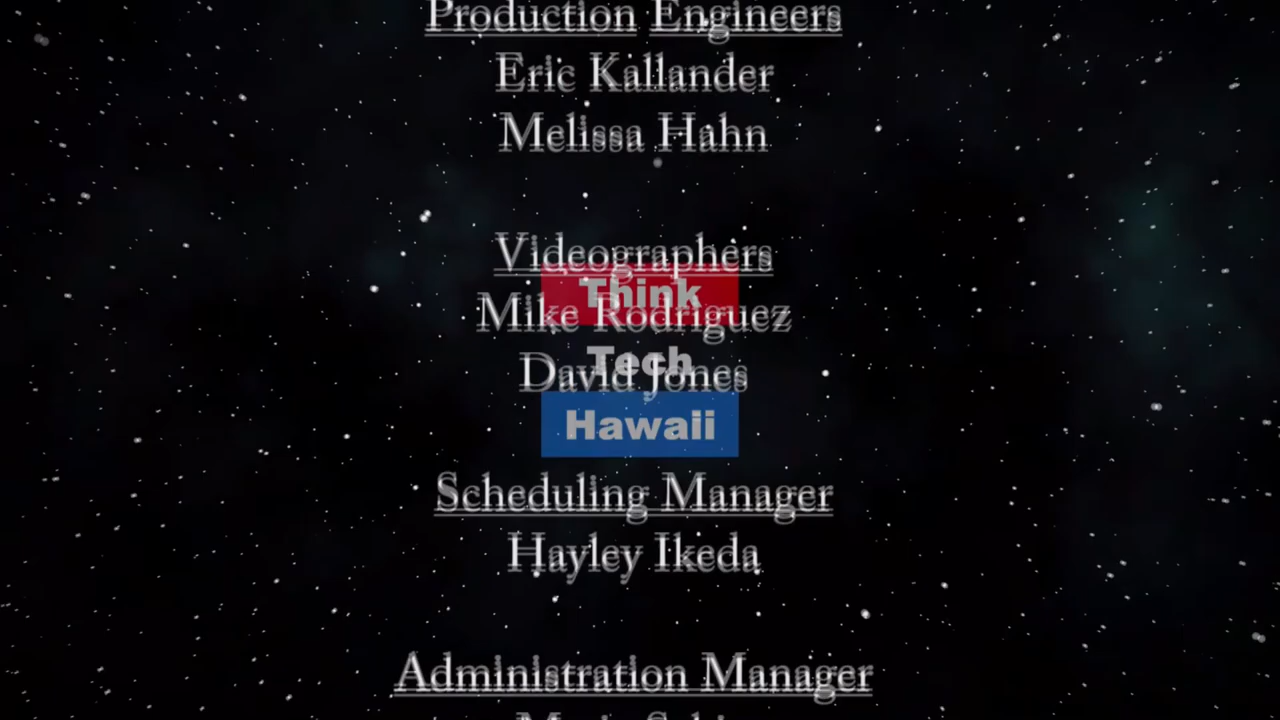 Production Engineers
Eric Kallander
Melissa Hahn
Videographers
Think
Mike Rodriguez
Tech
David Jones
Hawaii
Scheduling Manager
Hayley Ikeda
Administration Manager